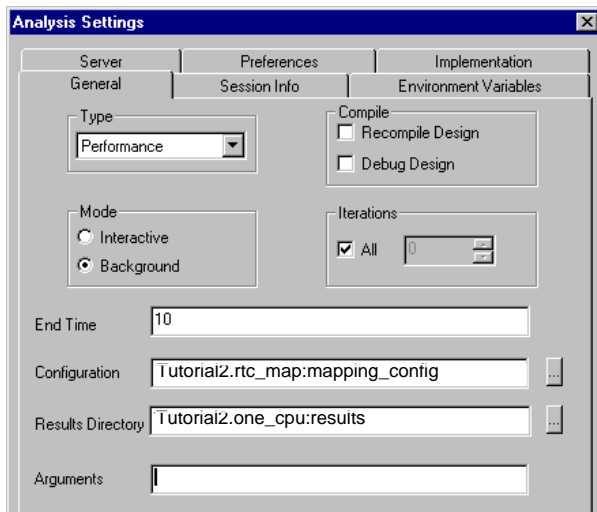 Analysis Settings
Server Preferences Implementation
General Session Info Environment Variables
Type
Performance
Compile
Recompile Design
Debug Design
Mode
Interactive
Background
Iterations
All 0
End Time 10
Configuration Tutorial2.rtc_map:mapping_config ...
Results Directory Tutorial2.one_cpu:results ...
Arguments